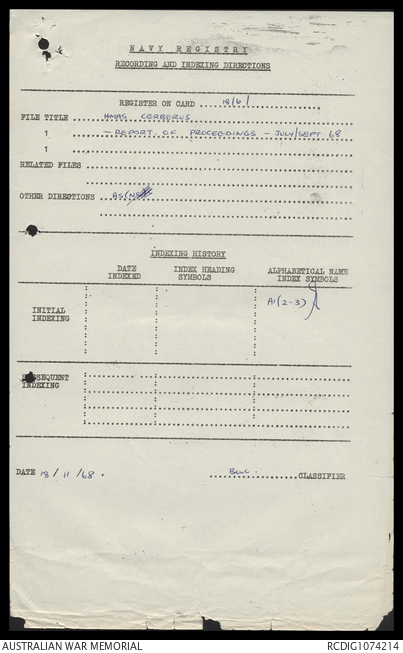 NAVY REGISTRY
RECORDING AND INDEXING DIRECTIONS
REGISTER ON CARD 18/6/
FILE TITLE HMAS CERBERUS
1 - REPORT OF PROCEEDINGS - JULY/SEPT 68
1
RELATED FILES
OTHER DIRECTIONS
INDEXING HISTORY
DATE INDEXED INDEX HEADING SYMBOLS ALPHABETICAL NAME INDEX SYMBOLS
INITIAL INDEXING A1(2-3)
SUBSEQUENT INDEXING
DATE 18/11/68. CLASSIFIER
AUSTRALIAN WAR MEMORIAL RCDIG1074214